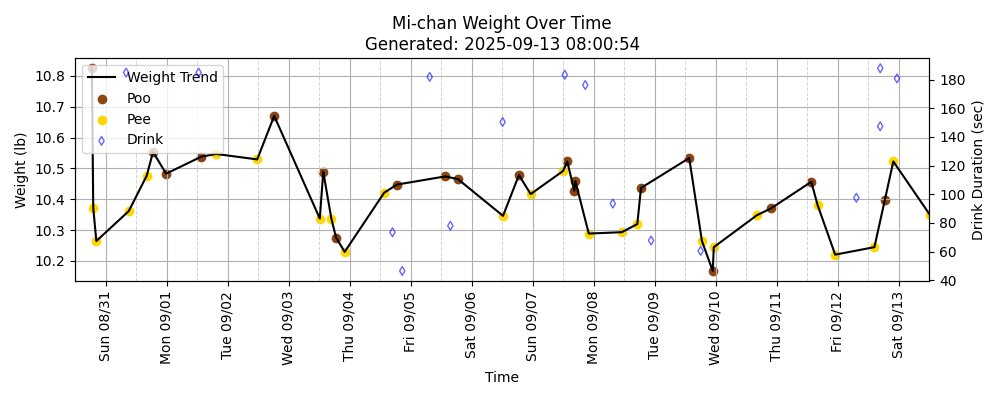 Mi-chan Weight Over Time
Generated: 2025-09-13 08:00:54
Weight (lb)
10.8
10.7
10.6
10.5
10.4
10.3
10.2
Weight Trend
Poo
Pee
Drink
180
160
140
120
100
80
60
40
Drink Duration (sec)
Sun 08/31
Mon 09/01
Tue 09/02
Wed 09/03
Thu 09/04
Fri 09/05
Sat 09/06
Sun 09/07
Mon 09/08
Tue 09/09
Wed 09/10
Thu 09/11
Fri 09/12
Sat 09/13
Time